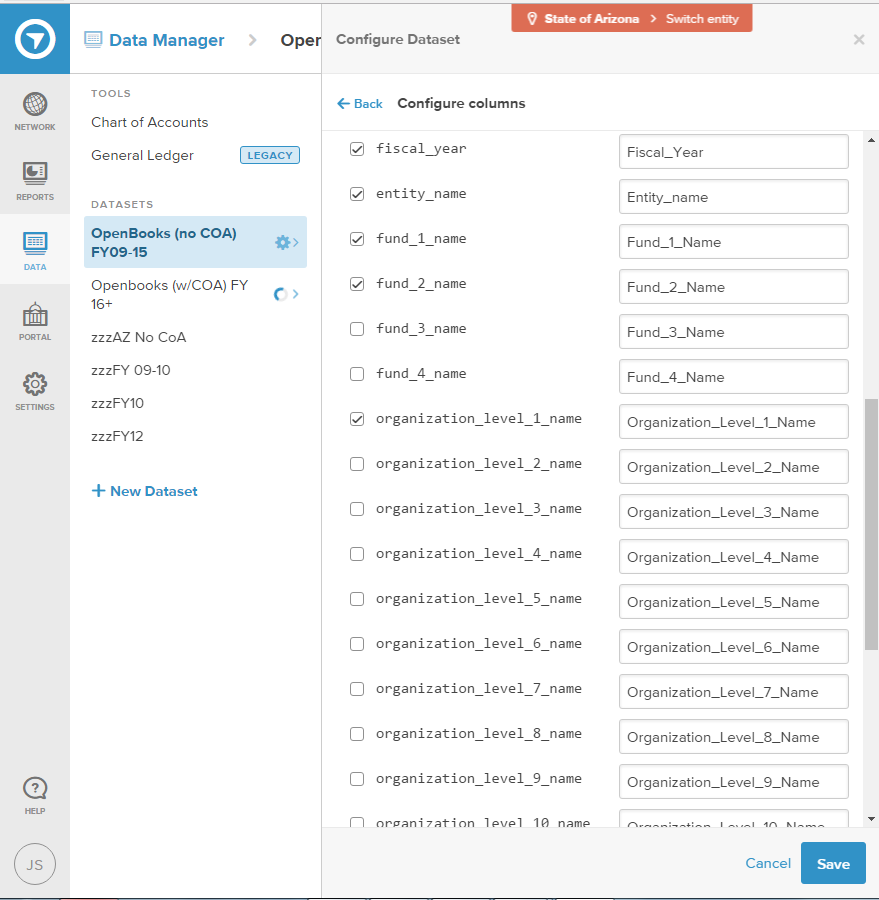 State of Arizona > Switch entity
Data Manager > Oper
Configure Dataset
×
NETWORK
REPORTS
DATA
PORTAL
SETTINGS
HELP
JS
TOOLS
Chart of Accounts
General Ledger LEGACY
DATASETS
OpenBooks (no COA)
FY09-15
Openbooks (w/COA) FY
16+
zzzAZ No CoA
zzzFY 09-10
zzzFY10
zzzFY12
+ New Dataset
← Back Configure columns
fiscal_year Fiscal_Year
entity_name Entity_name
fund_1_name Fund_1_Name
fund_2_name Fund_2_Name
fund_3_name Fund_3_Name
fund_4_name Fund_4_Name
organization_level_1_name Organization_Level_1_Name
organization_level_2_name Organization_Level_2_Name
organization_level_3_name Organization_Level_3_Name
organization_level_4_name Organization_Level_4_Name
organization_level_5_name Organization_Level_5_Name
organization_level_6_name Organization_Level_6_Name
organization_level_7_name Organization_Level_7_Name
organization_level_8_name Organization_Level_8_Name
organization_level_9_name Organization_Level_9_Name
organization_level_10_name Organization_Level_10_Name
Cancel Save